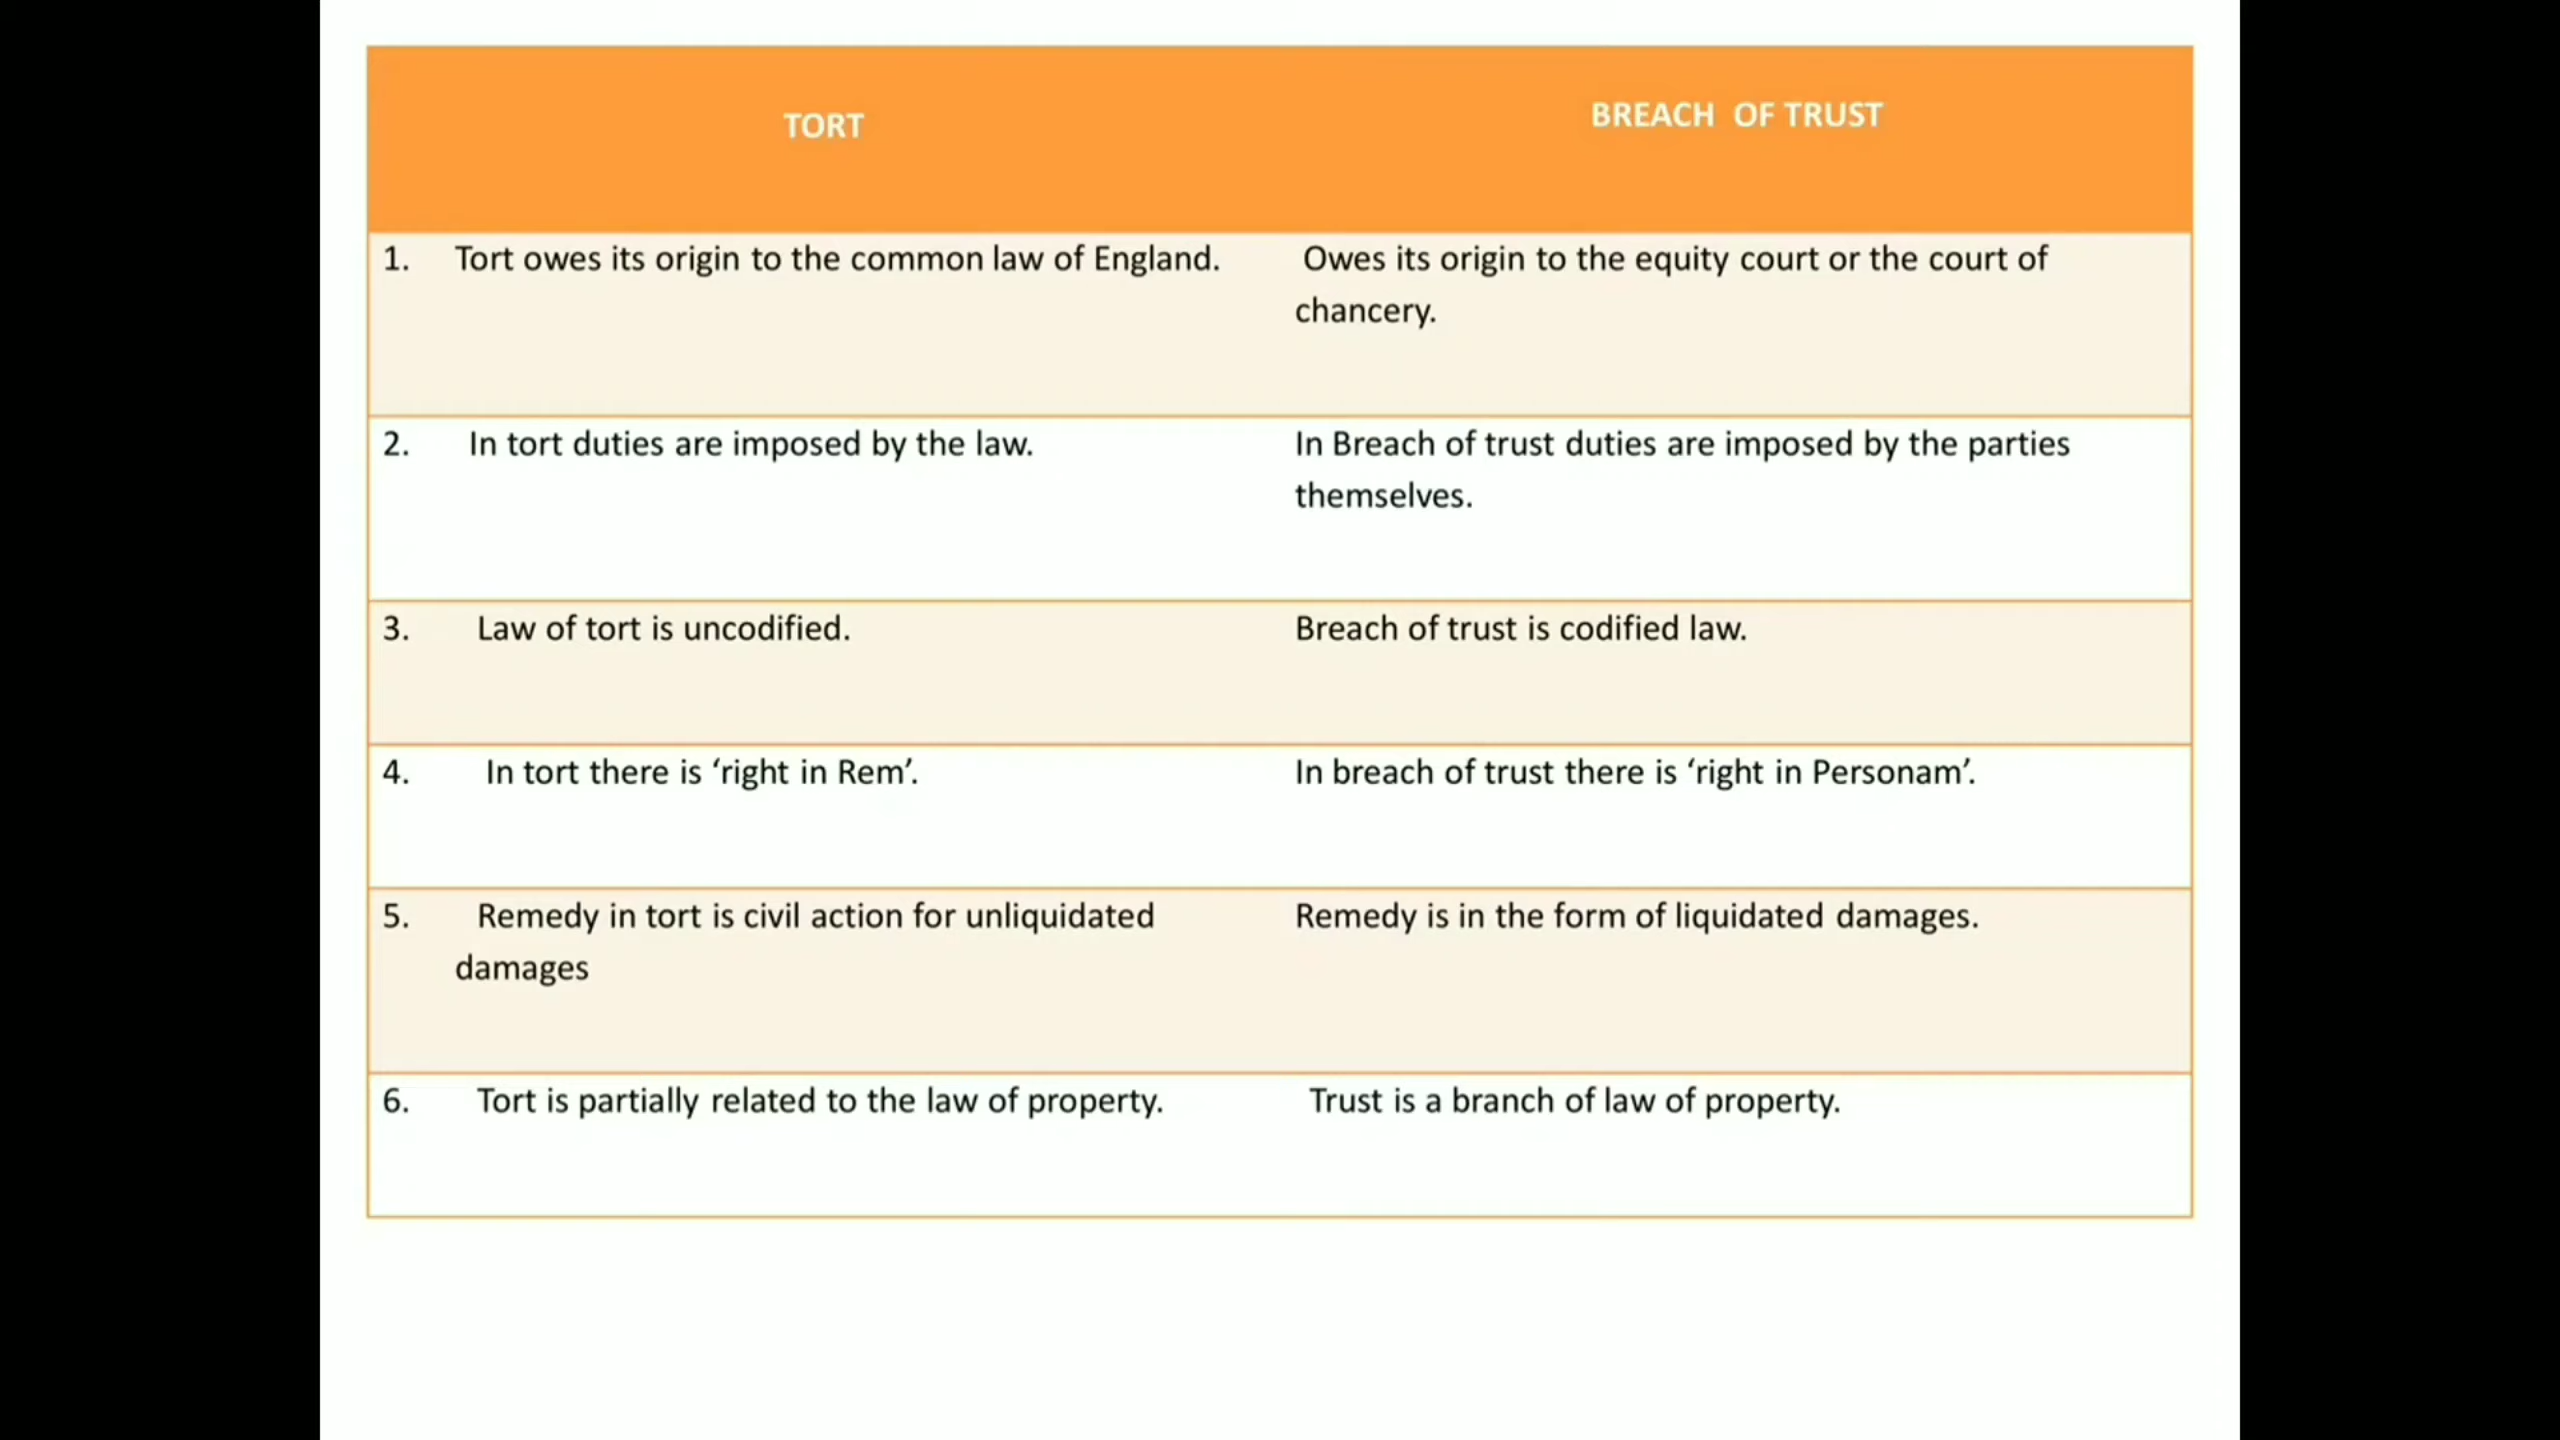 TORT
BREACH OF TRUST
1. Tort owes its origin to the common law of England.
Owes its origin to the equity court or the court of
chancery.
2. In tort duties are imposed by the law.
In Breach of trust duties are imposed by the parties
themselves.
3. Law of tort is uncodified.
Breach of trust is codified law.
4. In tort there is ‘right in Rem’.
In breach of trust there is ‘right in Personam’.
5. Remedy in tort is civil action for unliquidated
damages
Remedy is in the form of liquidated damages.
6. Tort is partially related to the law of property.
Trust is a branch of law of property.